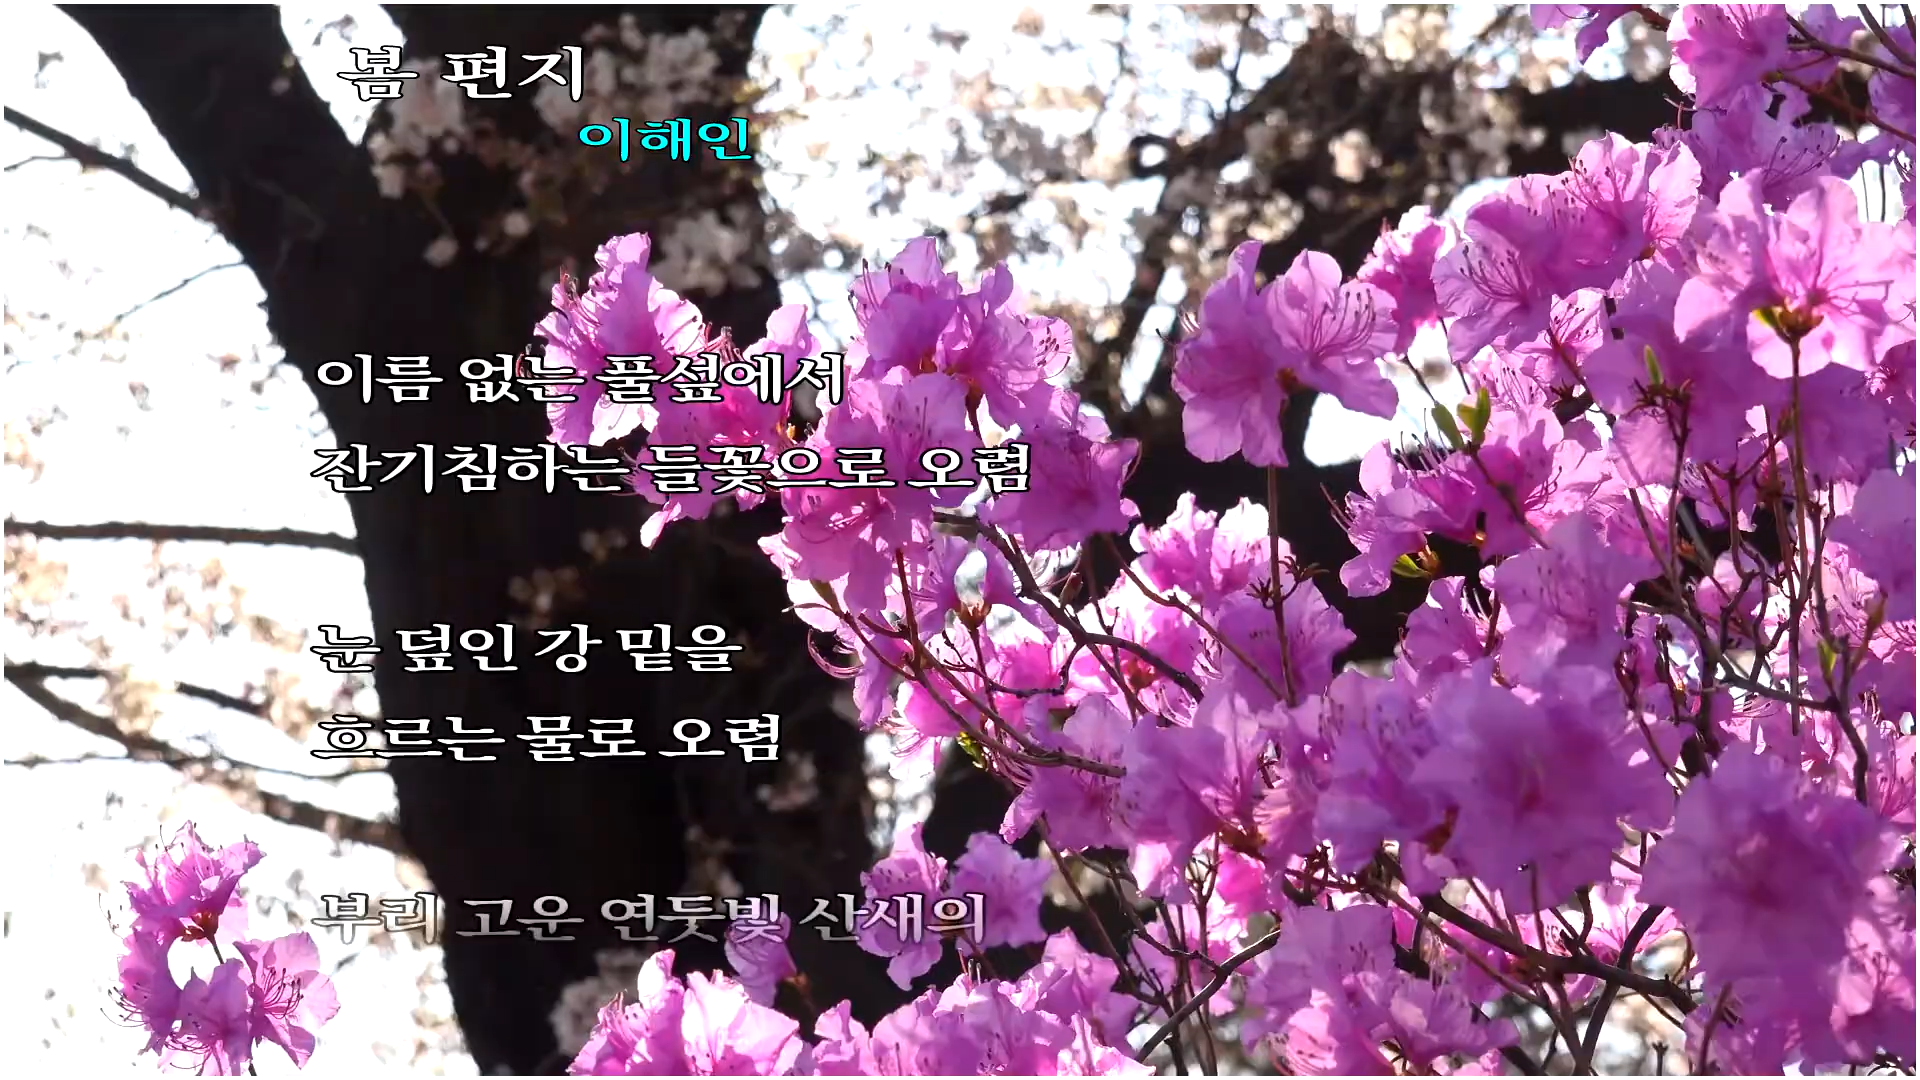 봄 편지
이해인
이름 없는 풀섶에서
잔기침하는 들꽃으로 오렴
눈 덮인 강 밑을
흐르는 물로 오렴
부리 고운 연둣빛 산새의